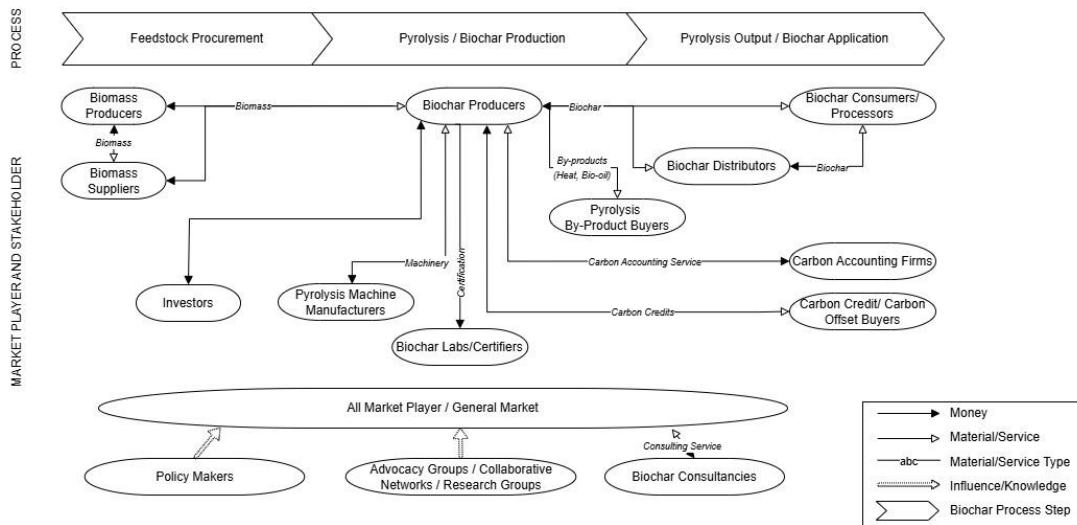 PROCESS
Feedstock Procurement
Pyrolysis / Biochar Production
Pyrolysis Output / Biochar Application
MARKET PLAYER AND STAKEHOLDER
Biomass
Producers
Biomass
Biochar Producers
Biochar
Biochar Consumers/
Processors
Biomass
Biomass
Suppliers
By-products
(Heat, Bio-oil)
Biochar Distributors
Biochar
Pyrolysis
By-Product Buyers
Machinery
Certification
Carbon Accounting Service
Carbon Accounting Firms
Investors
Pyrolysis Machine
Manufacturers
Carbon Credits
Carbon Credit/ Carbon
Offset Buyers
Biochar Labs/Certifiers
All Market Player / General Market
Consulting Service
Policy Makers
Advocacy Groups / Collaborative
Networks / Research Groups
Biochar Consultancies
Money
Material/Service
abc
Material/Service Type
Influence/Knowledge
Biochar Process Step